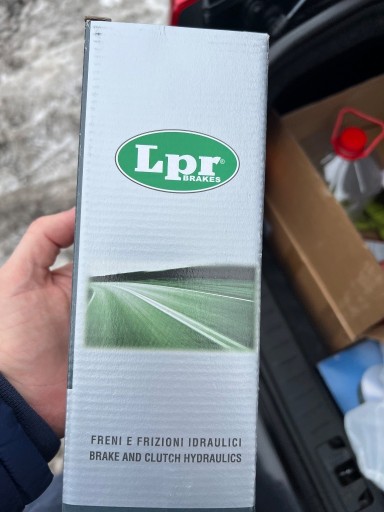 Lpr®
BRAKES
FRENI E FRIZIONI IDRAULICI
BRAKE AND CLUTCH HYDRAULICS